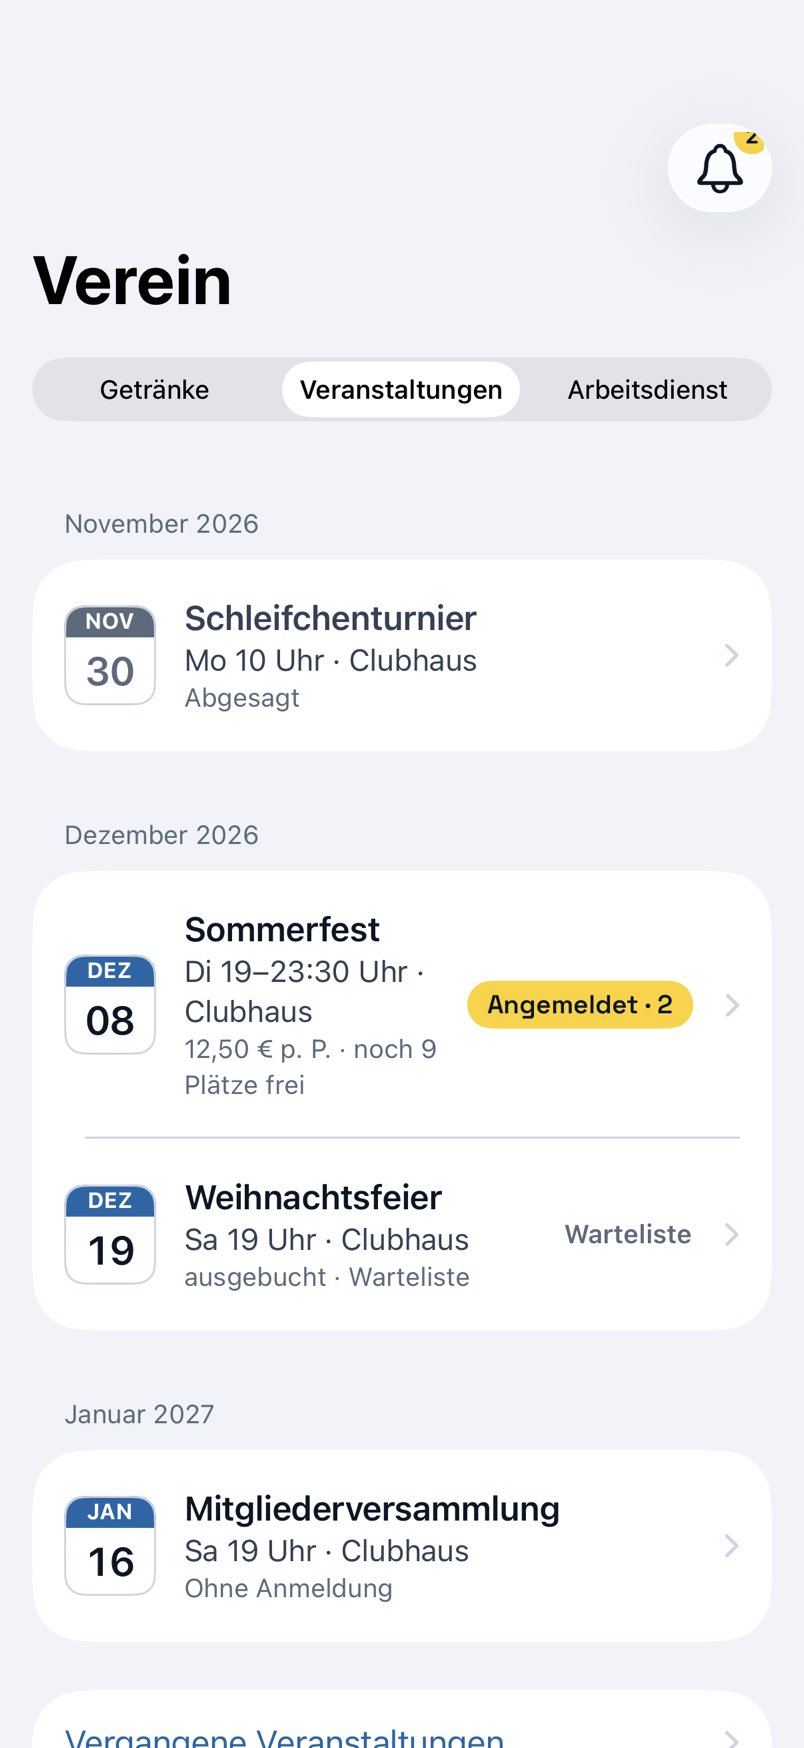 2
Verein
Getränke Veranstaltungen Arbeitsdienst
November 2026
NOV
30
Schleifchenturnier
Mo 10 Uhr · Clubhaus
Abgesagt
Dezember 2026
DEZ
08
Sommerfest
Di 19–23:30 Uhr ·
Clubhaus
12,50 € p. P. · noch 9
Plätze frei
Angemeldet · 2
DEZ
19
Weihnachtsfeier
Sa 19 Uhr · Clubhaus
ausgebucht · Warteliste
Warteliste
Januar 2027
JAN
16
Mitgliederversammlung
Sa 19 Uhr · Clubhaus
Ohne Anmeldung
Vergangene Veranstaltungen